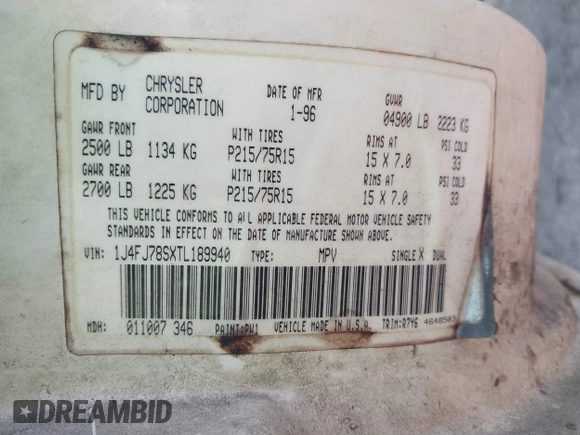 MFD BY CHRYSLER CORPORATION DATE OF MFR 1-96 GVWR 04900 LB 2223 KG
GAWR FRONT WITH TIRES RIMS AT PSI COLD
2500 LB 1134 KG P215/75R15 15 X 7.0 33
GAWR REAR WITH TIRES RIMS AT PSI COLD
2700 LB 1225 KG P215/75R15 15 X 7.0 33
THIS VEHICLE CONFORMS TO ALL APPLICABLE FEDERAL MOTOR VEHICLE SAFETY
STANDARDS IN EFFECT ON THE DATE OF MANUFACTURE SHOWN ABOVE.
VIN: 1J4FJ78SXTL189940 TYPE: MPV SINGLE X DUAL
MDH: 011007 346 PAINT:PW1 VEHICLE MADE IN U.S.A. TRIM:R7Y6 4648503
DREAMBID